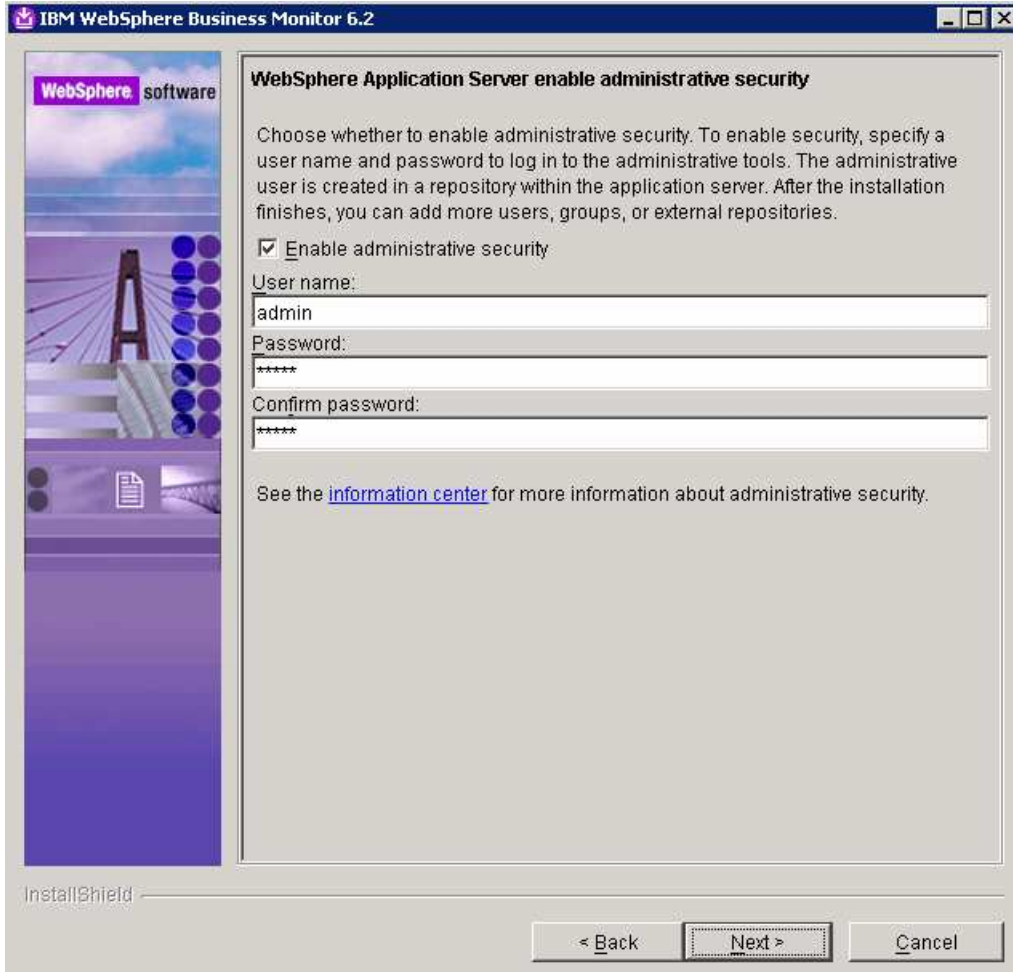 IBM WebSphere Business Monitor 6.2
WebSphere software
WebSphere Application Server enable administrative security
Choose whether to enable administrative security. To enable security, specify a
user name and password to log in to the administrative tools. The administrative
user is created in a repository within the application server. After the installation
finishes, you can add more users, groups, or external repositories.
Enable administrative security
User name:
admin
Password:
*****
Confirm password:
*****
See the information center for more information about administrative security.
InstallShield
< Back Next > Cancel